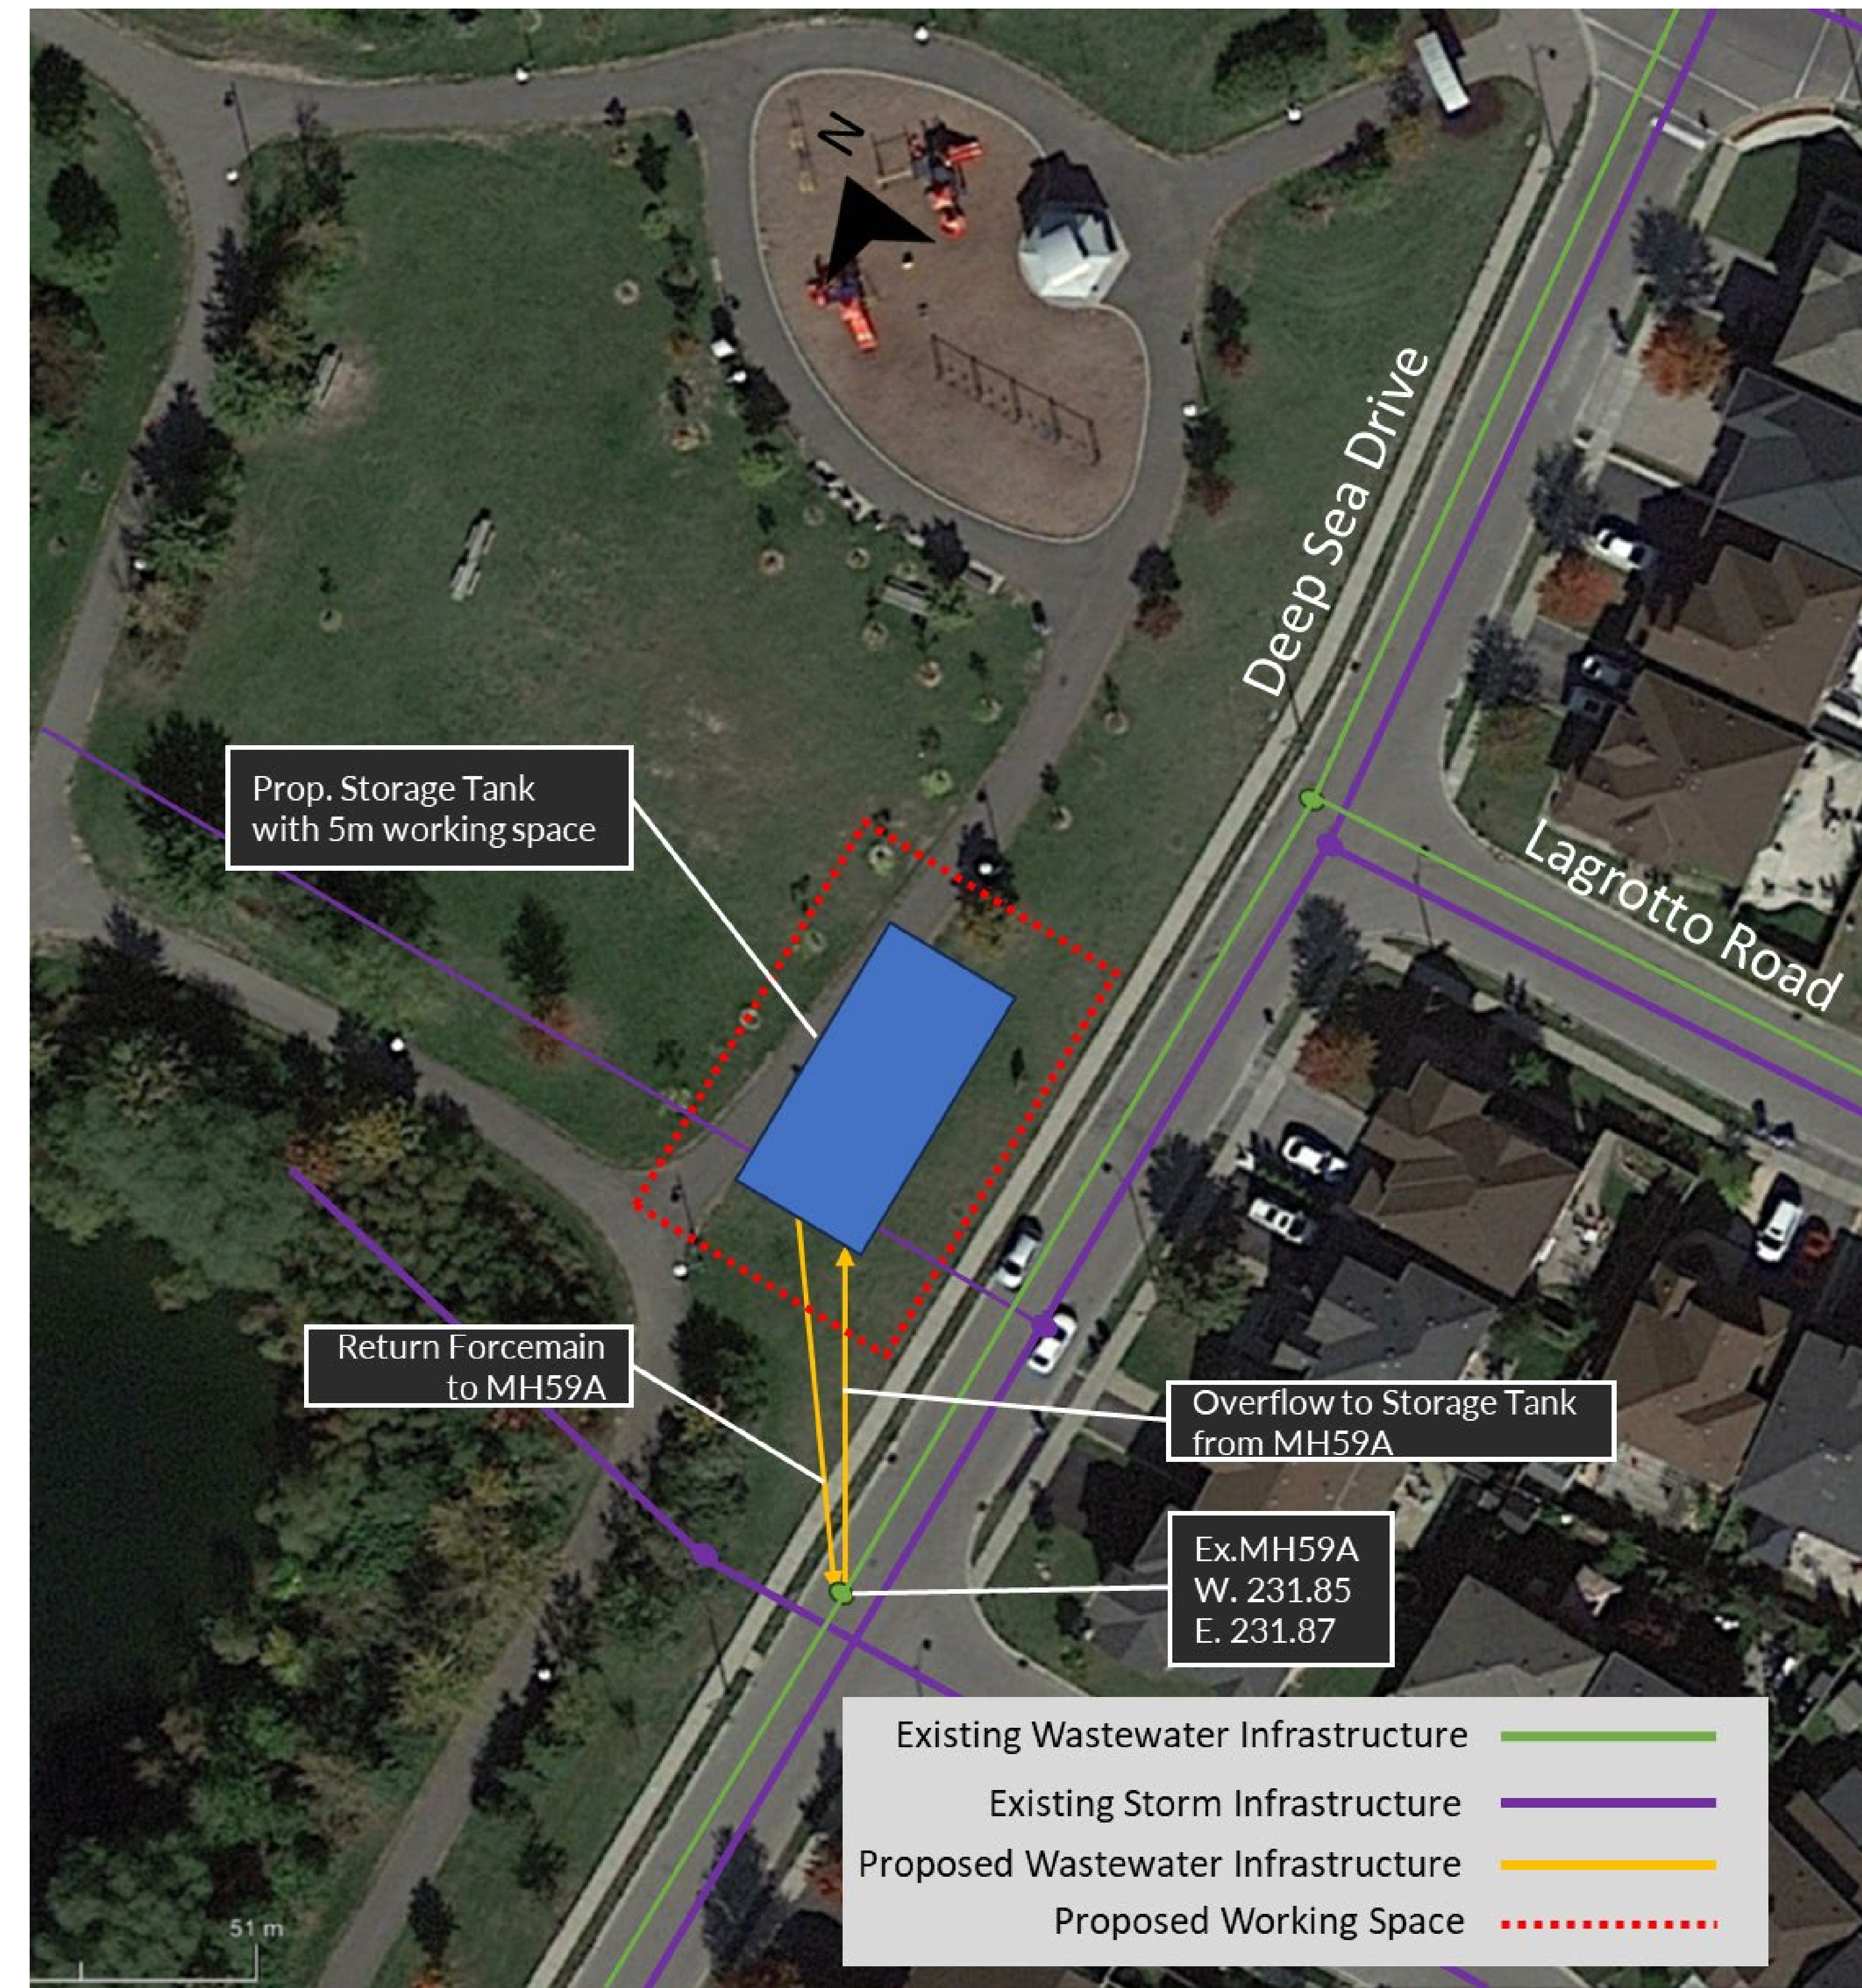 N
Deep Sea Drive
Prop. Storage Tank
with 5m working space
Lagrotto Road
Return Forcemain
to MH59A
Overflow to Storage Tank
from MH59A
Ex.MH59A
W. 231.85
E. 231.87
Existing Wastewater Infrastructure
Existing Storm Infrastructure
Proposed Wastewater Infrastructure
Proposed Working Space
51 m